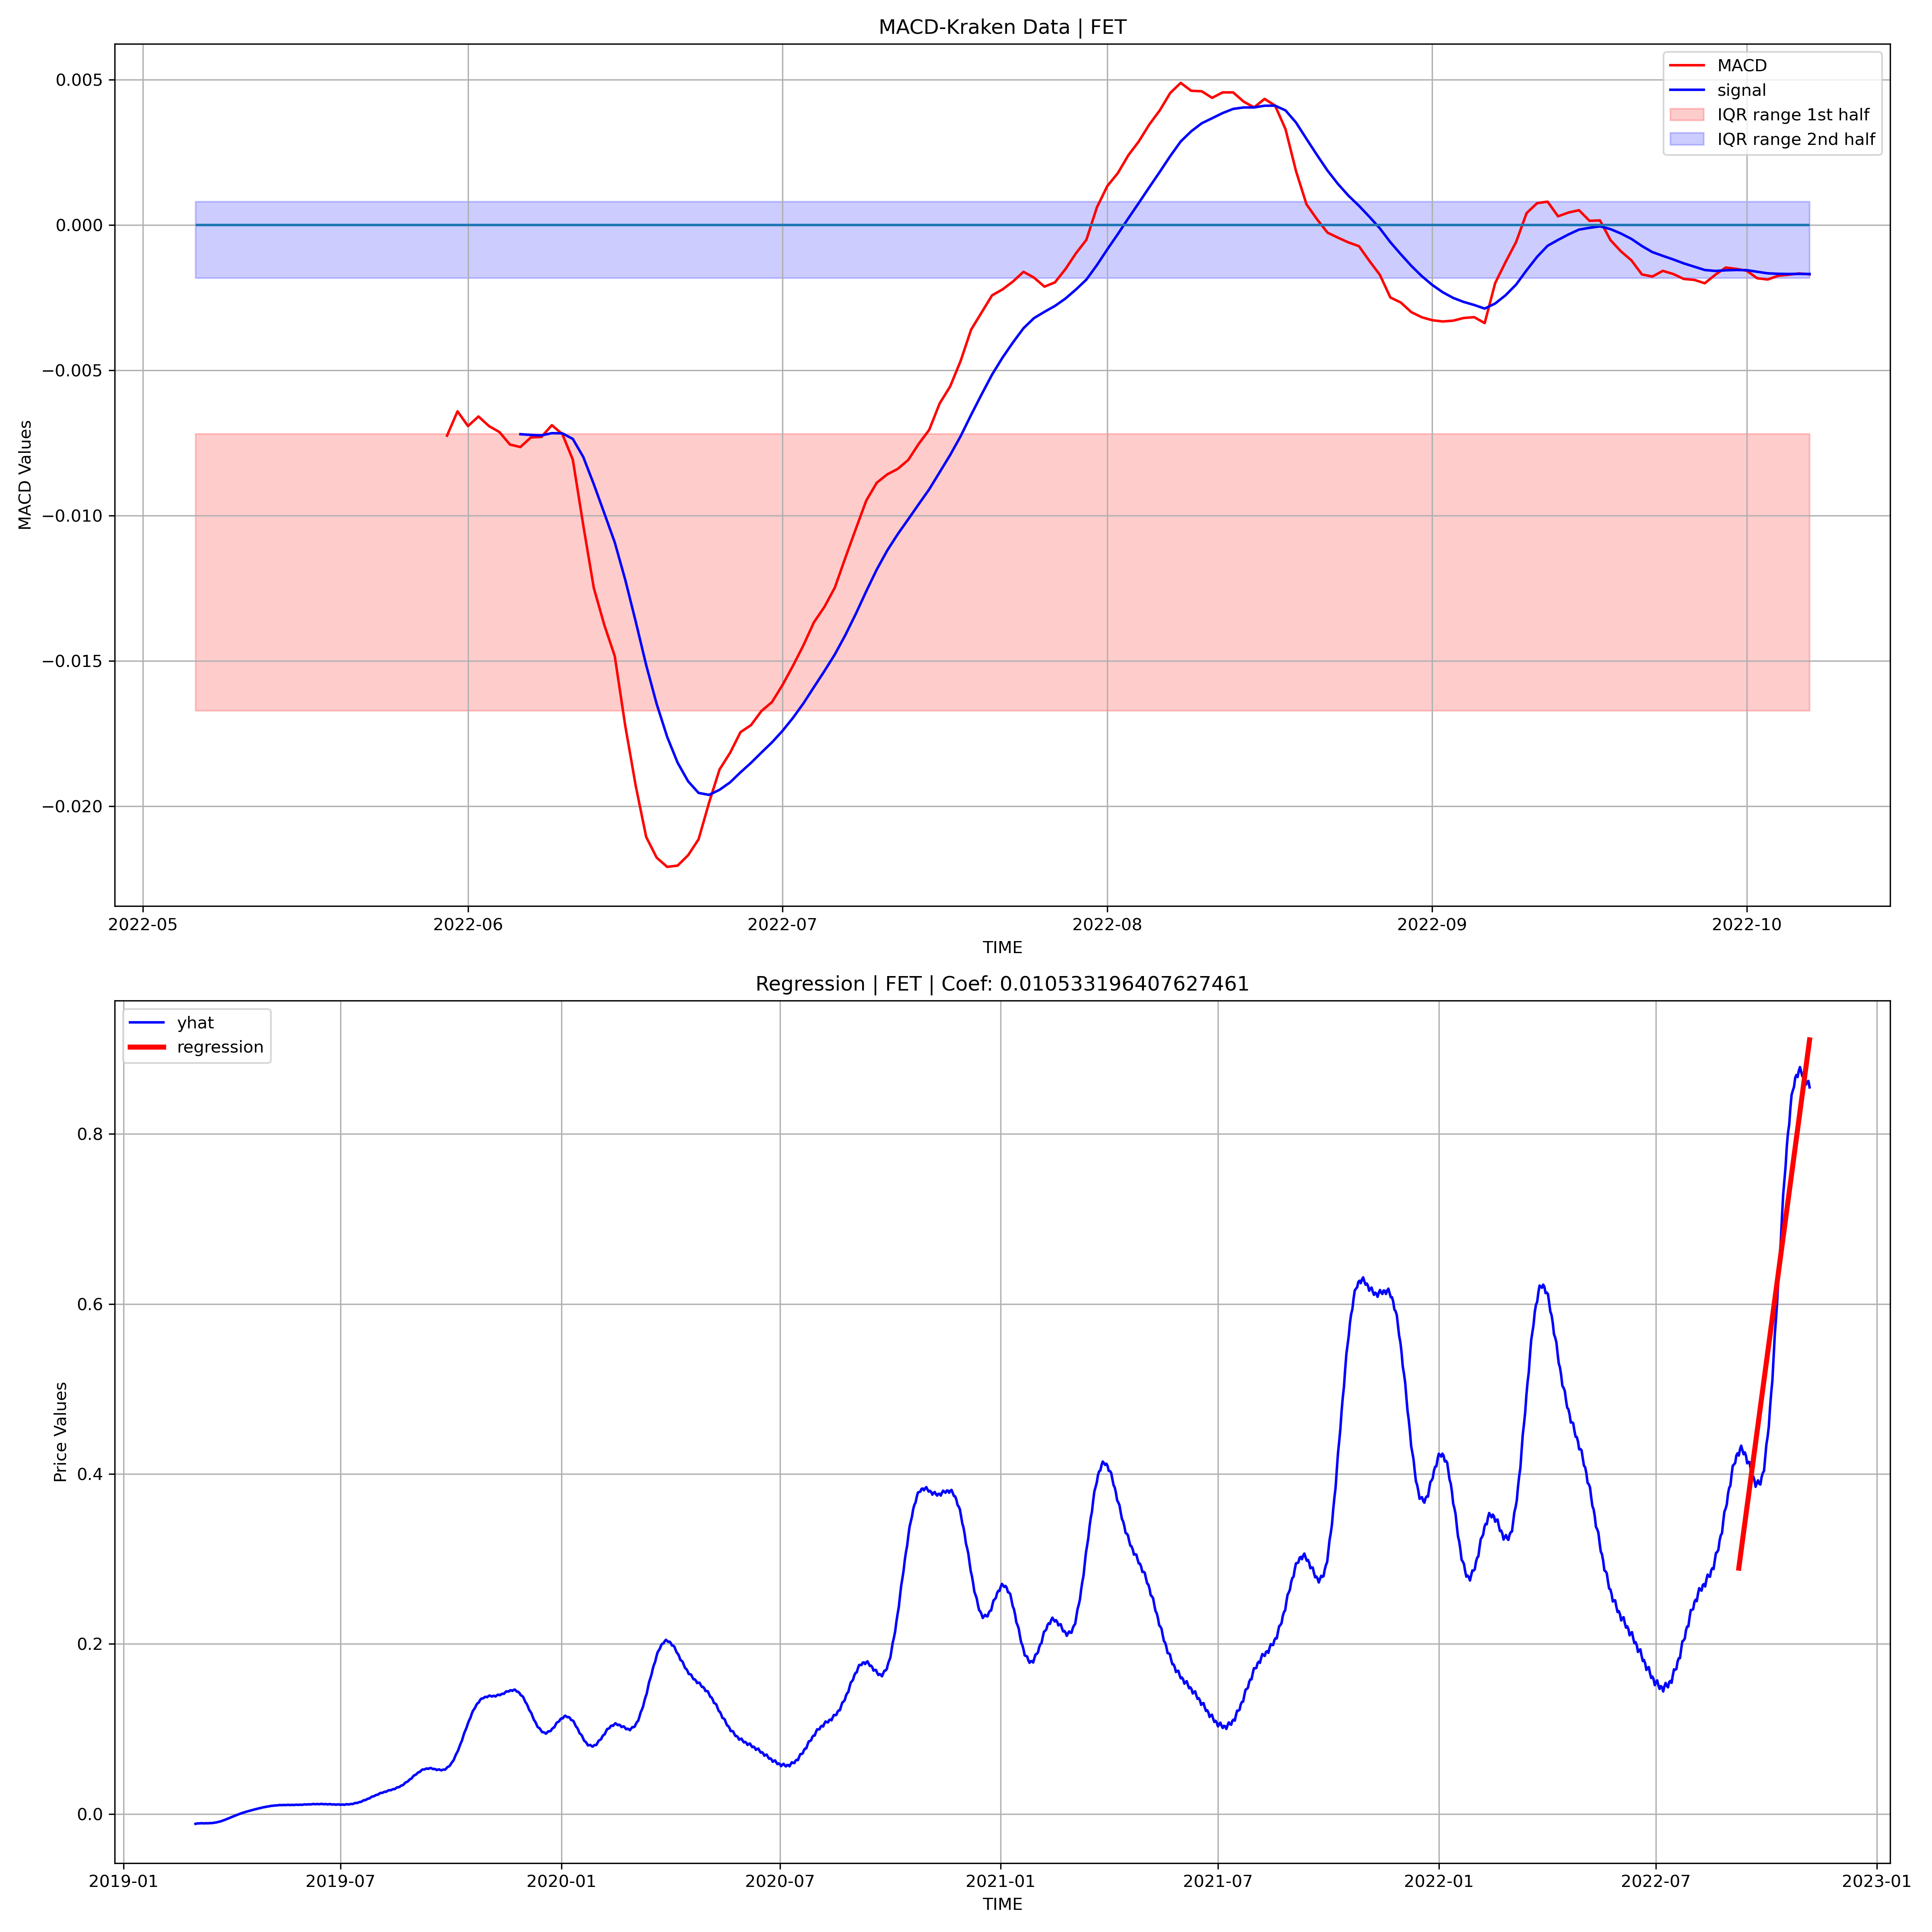 MACD-Kraken Data | FET
MACD
signal
IQR range 1st half
IQR range 2nd half
0.005
0.000
−0.005
−0.010
−0.015
−0.020
MACD Values
2022-05 2022-06 2022-07 2022-08 2022-09 2022-10
TIME
Regression | FET | Coef: 0.010533196407627461
yhat
regression
0.8
0.6
0.4
0.2
0.0
Price Values
2019-01 2019-07 2020-01 2020-07 2021-01 2021-07 2022-01 2022-07 2023-01
TIME